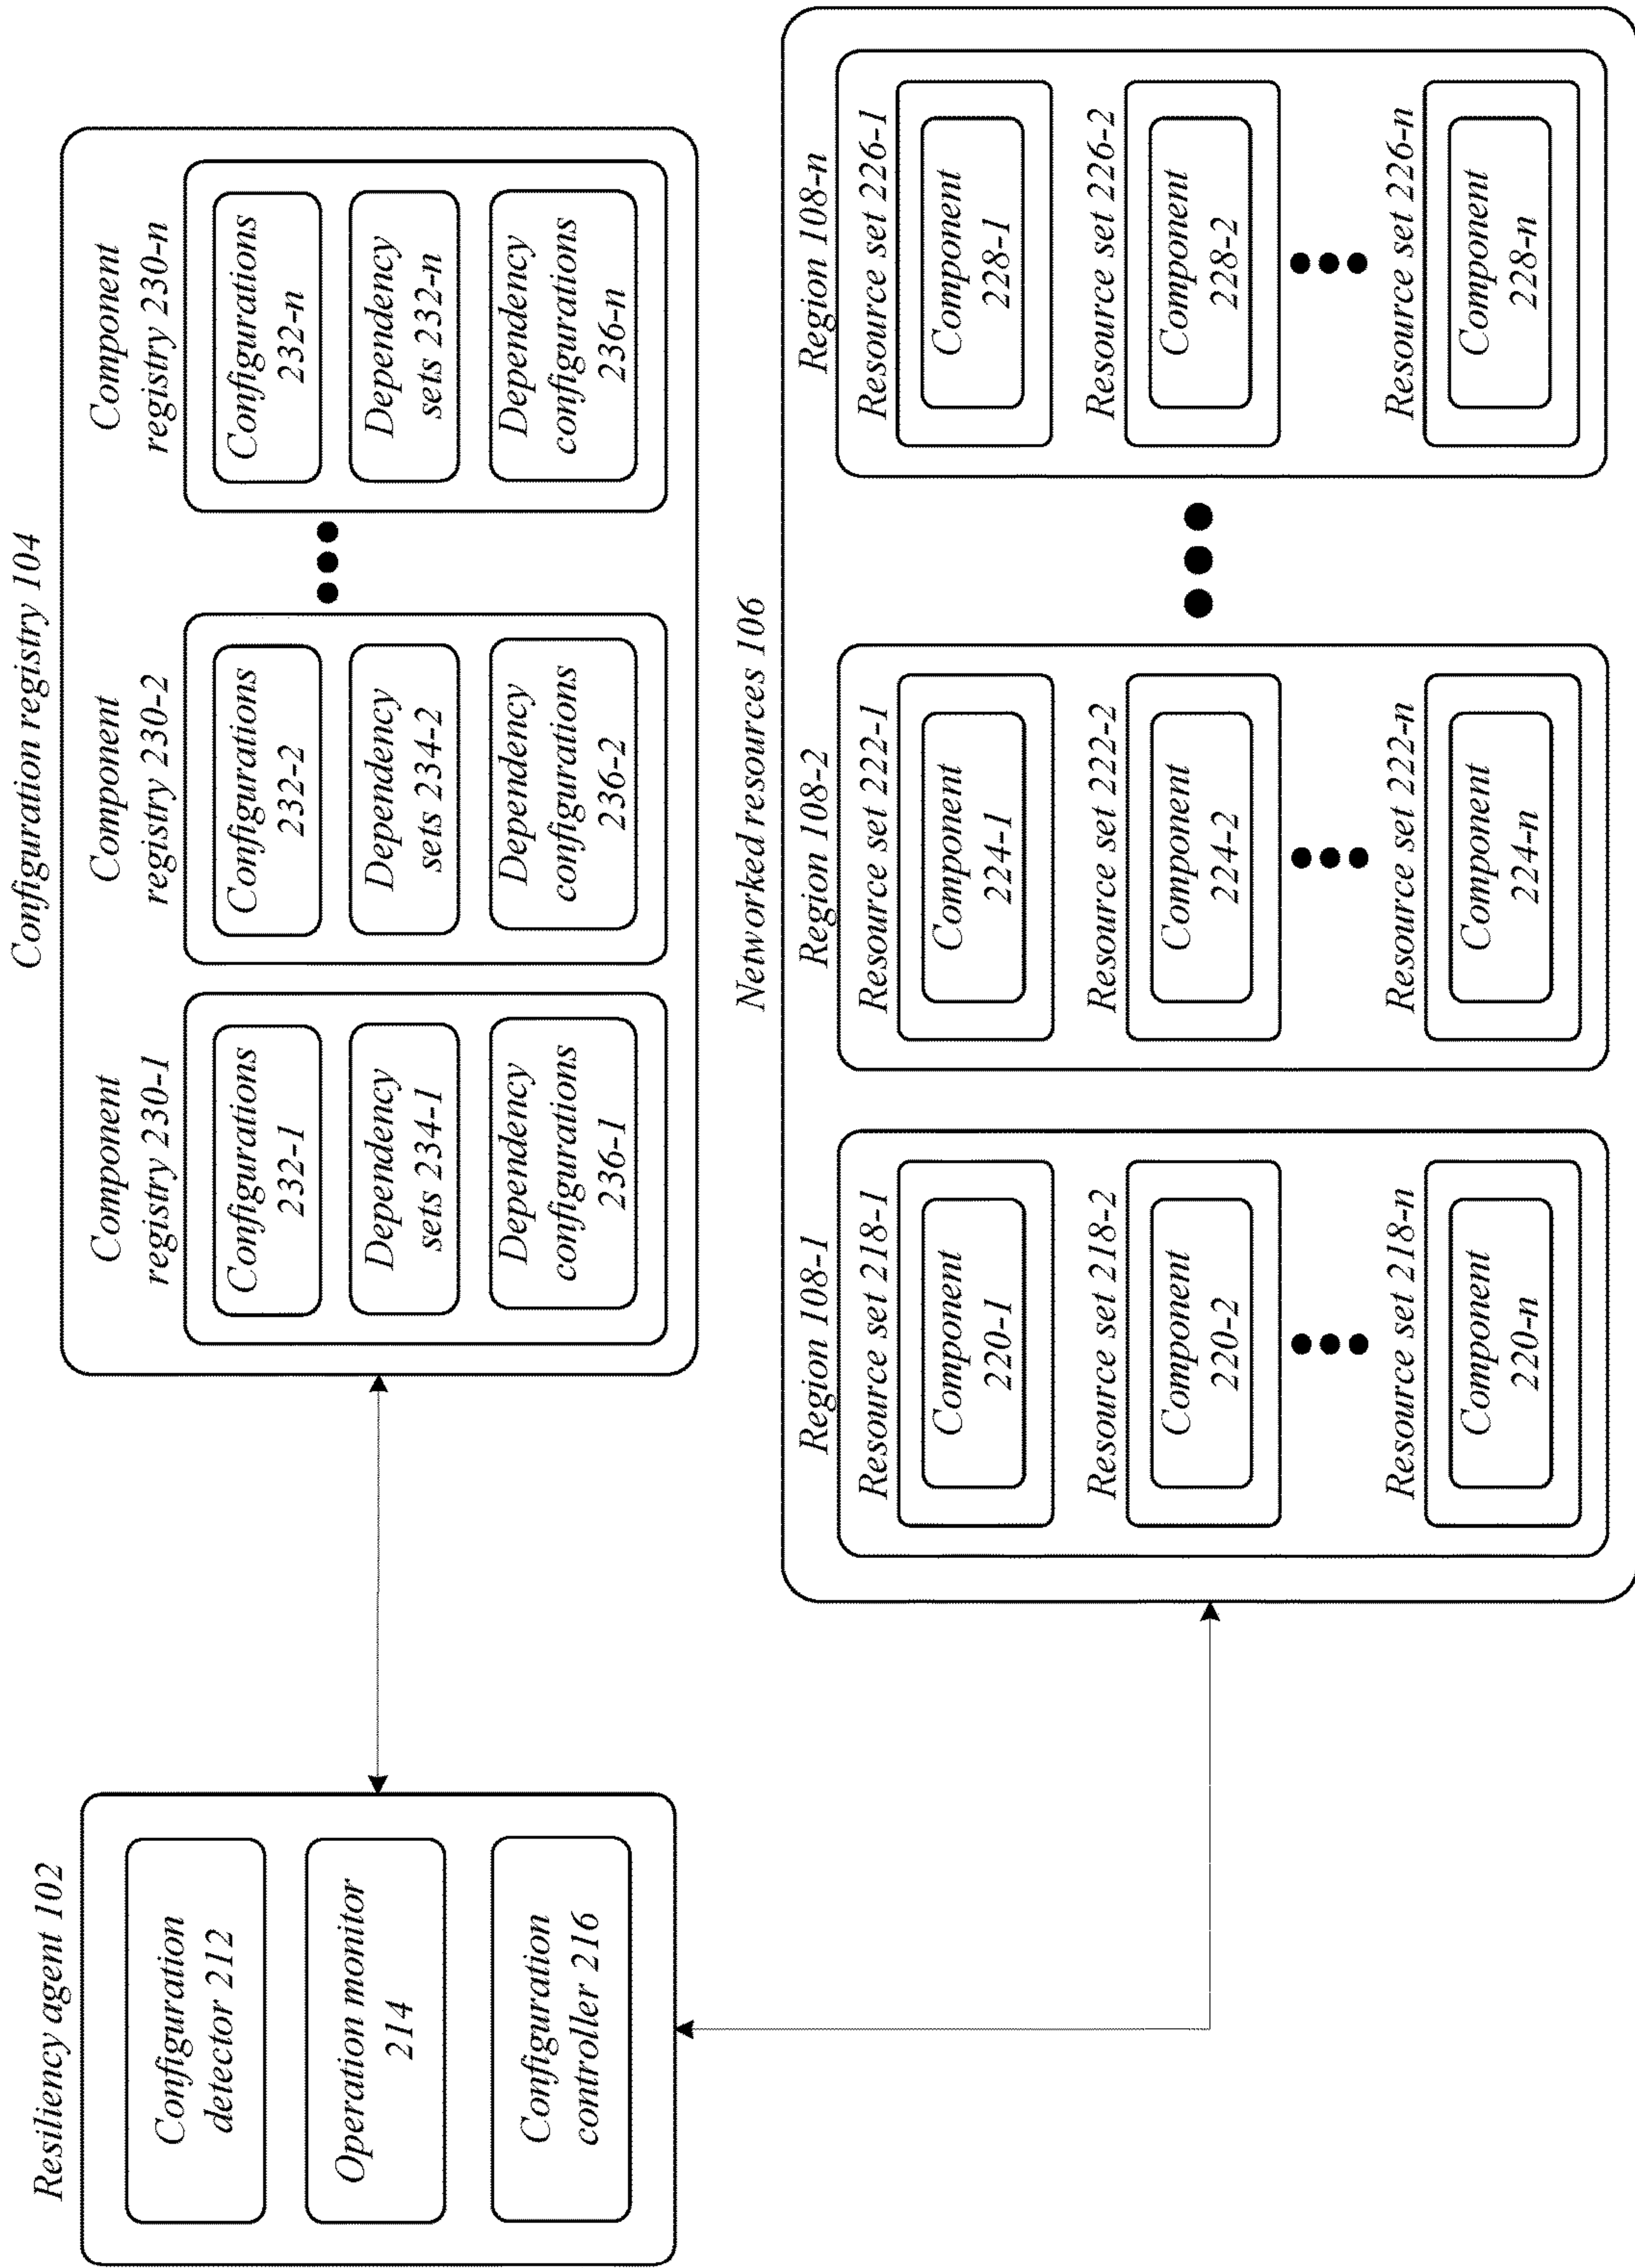 Resiliency agent 102
Configuration
detector 212
Operation monitor
214
Configuration
controller 216
Configuration registry 104
Component
registry 230-1
Configurations
232-1
Dependency
sets 234-1
Dependency
configurations
236-1
Component
registry 230-2
Configurations
232-2
Dependency
sets 234-2
Dependency
configurations
236-2
Component
registry 230-n
Configurations
232-n
Dependency
sets 232-n
Dependency
configurations
236-n
Networked resources 106
Region 108-1
Resource set 218-1
Component
220-1
Resource set 218-2
Component
220-2
Resource set 218-n
Component
220-n
Region 108-2
Resource set 222-1
Component
224-1
Resource set 222-2
Component
224-2
Resource set 222-n
Component
224-n
Region 108-n
Resource set 226-1
Component
228-1
Resource set 226-2
Component
228-2
Resource set 226-n
Component
228-n